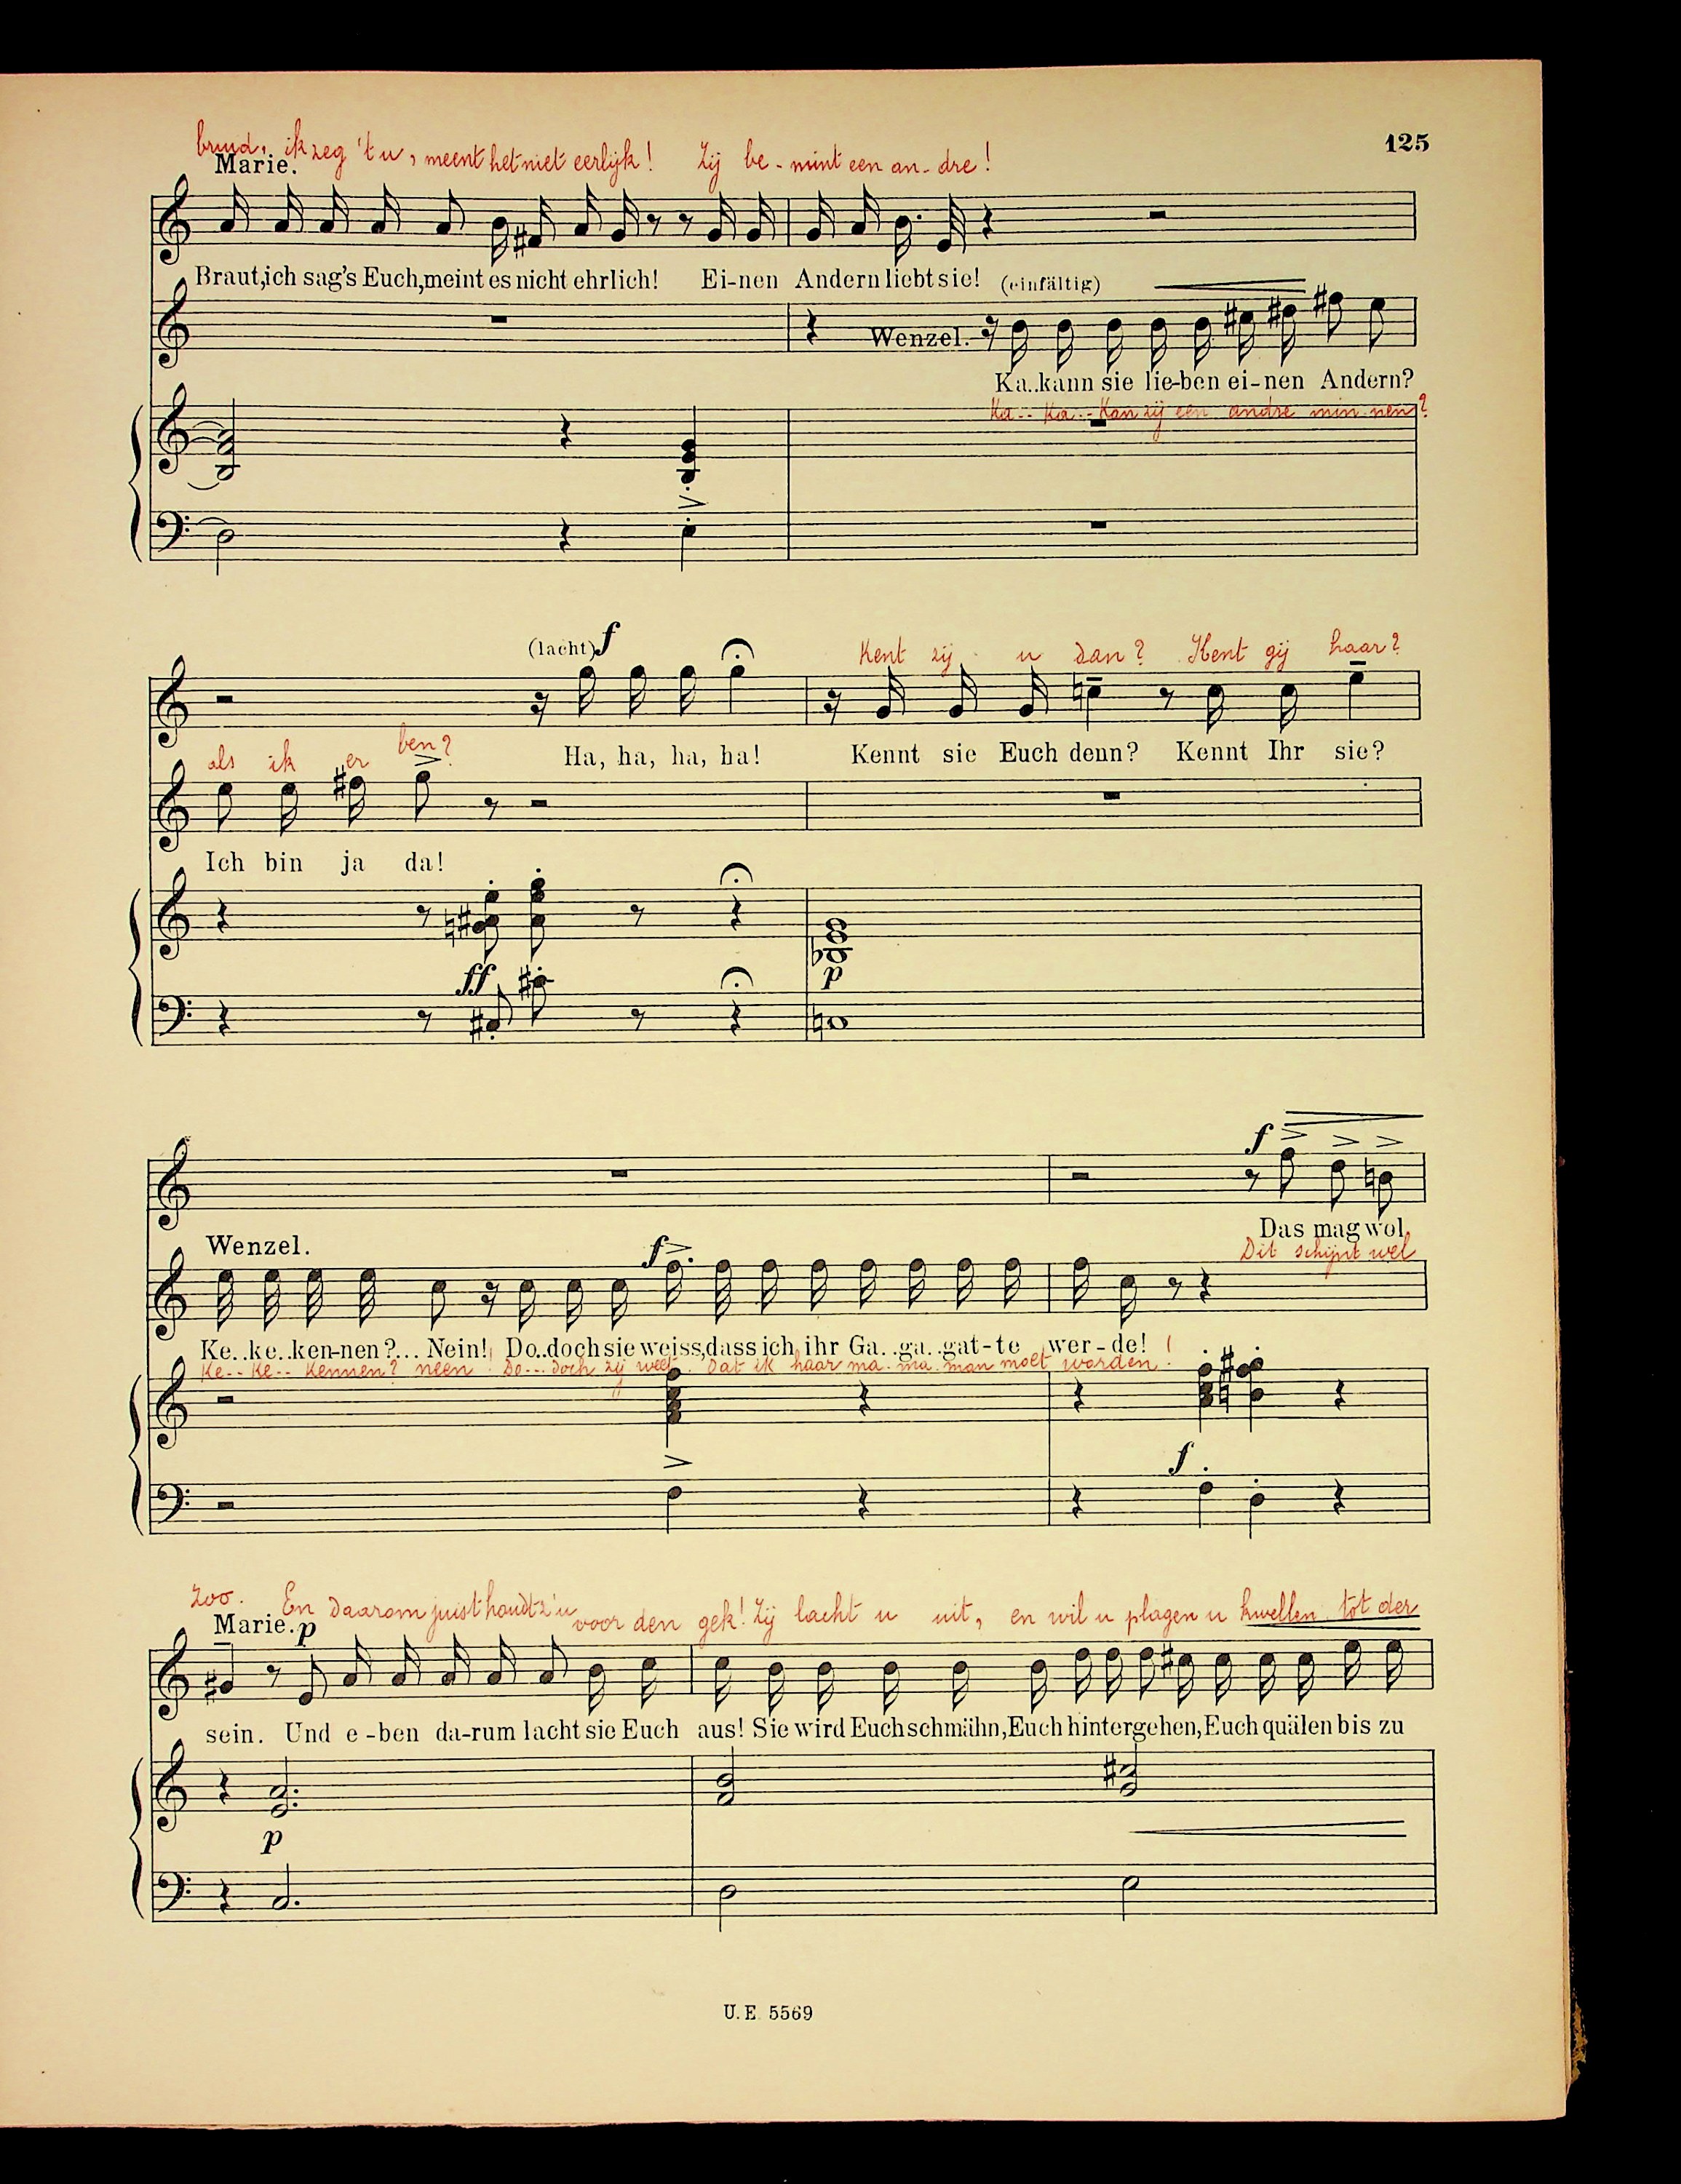 125
bruid, ik zeg 't u, meent het niet eerlijk! Zij be-mint een an-dre!
Marie.
Braut, ich sag's Euch, meint es nicht ehrlich! Ei-nen Andern liebt sie!
(einfältig)
Wenzel.
Ka..kann sie lie-ben ei-nen Andern?
Ka-- Ka-- Kan zij een andre min-nen?
(lacht) f
Kent zij u dan? Kent gij haar?
Ha, ha, ha, ha! Kennt sie Euch denn? Kennt Ihr sie?
als ik er ben?
Ich bin ja da!
ff p
f
Das mag wol
Dit schijnt wel
Wenzel.
f
Ke..ke..ken-nen?... Nein! Do..doch sie weiss, dass ich ihr Ga..ga..gat-te wer-de!
Ke-- Ke-- Kennen? neen! Do--- doch zij weet. Dat ik haar ma. ma. man moet worden!
f
zoo. En daarom juist houdt z'u voor den gek! Zij lacht u uit, en wil u plagen u kwellen tot der
Marie. p
sein. Und e-ben da-rum lacht sie Euch aus! Sie wird Euch schmähn, Euch hintergehen, Euch quälen bis zu
p
U.E. 5569